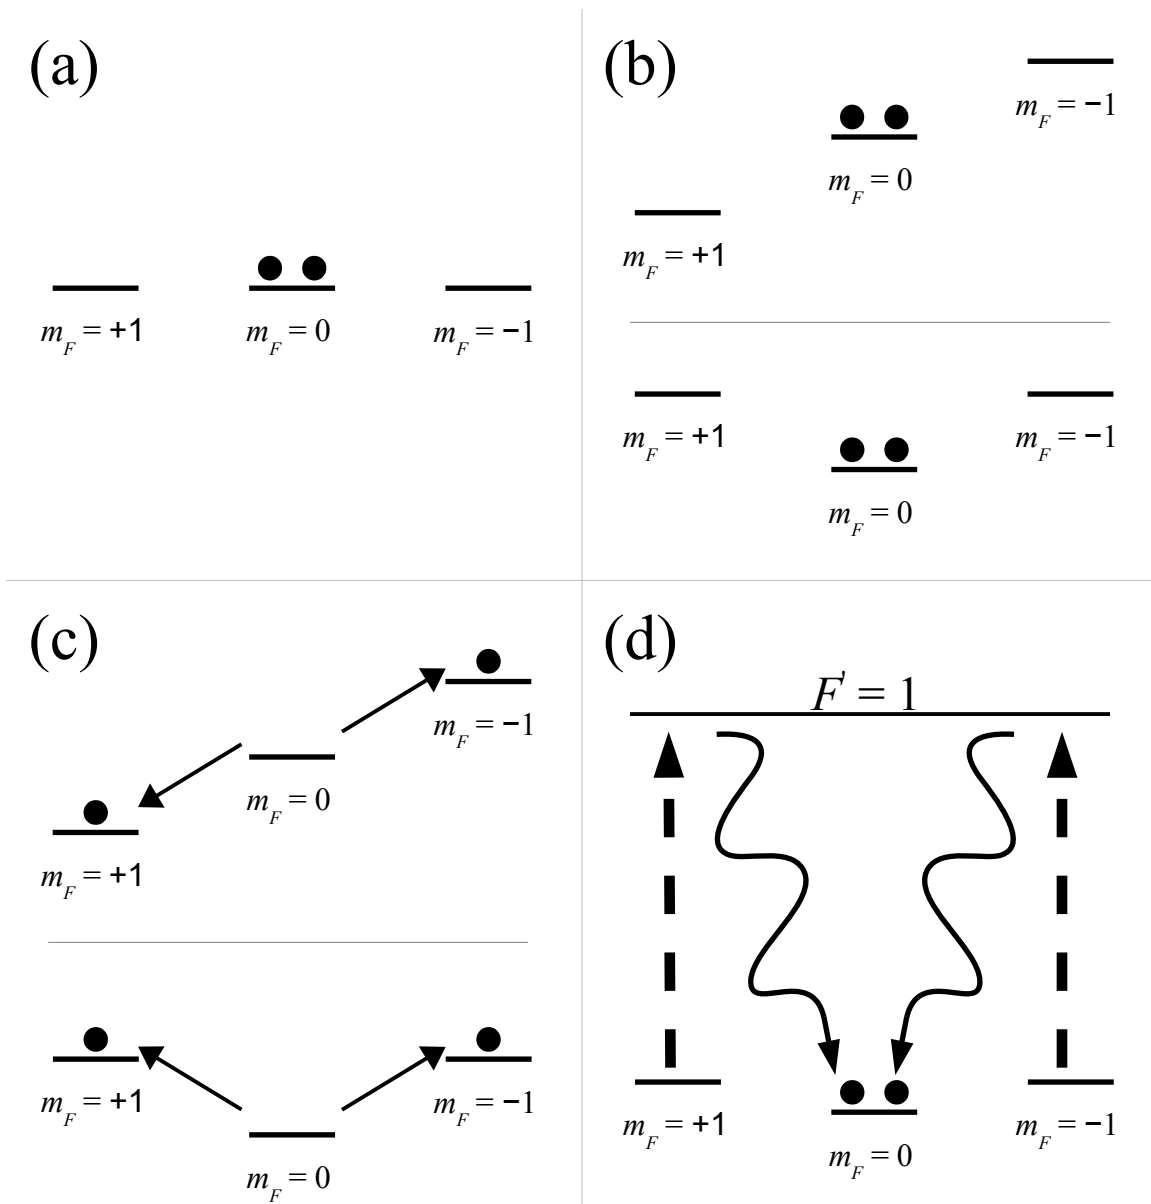 (a)
m_F = +1
m_F = 0
m_F = −1
(b)
m_F = −1
m_F = 0
m_F = +1
m_F = +1
m_F = −1
m_F = 0
(c)
m_F = −1
m_F = 0
m_F = +1
m_F = +1
m_F = −1
m_F = 0
(d)
F' = 1
m_F = +1
m_F = −1
m_F = 0